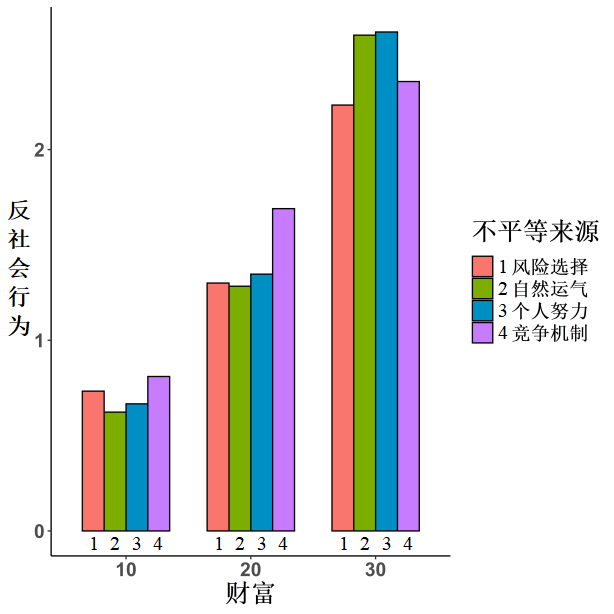 2
1
0
反社会行为
1 2 3 4 1 2 3 4 1 2 3 4
10 20 30
财富
不平等来源
1 风险选择
2 自然运气
3 个人努力
4 竞争机制